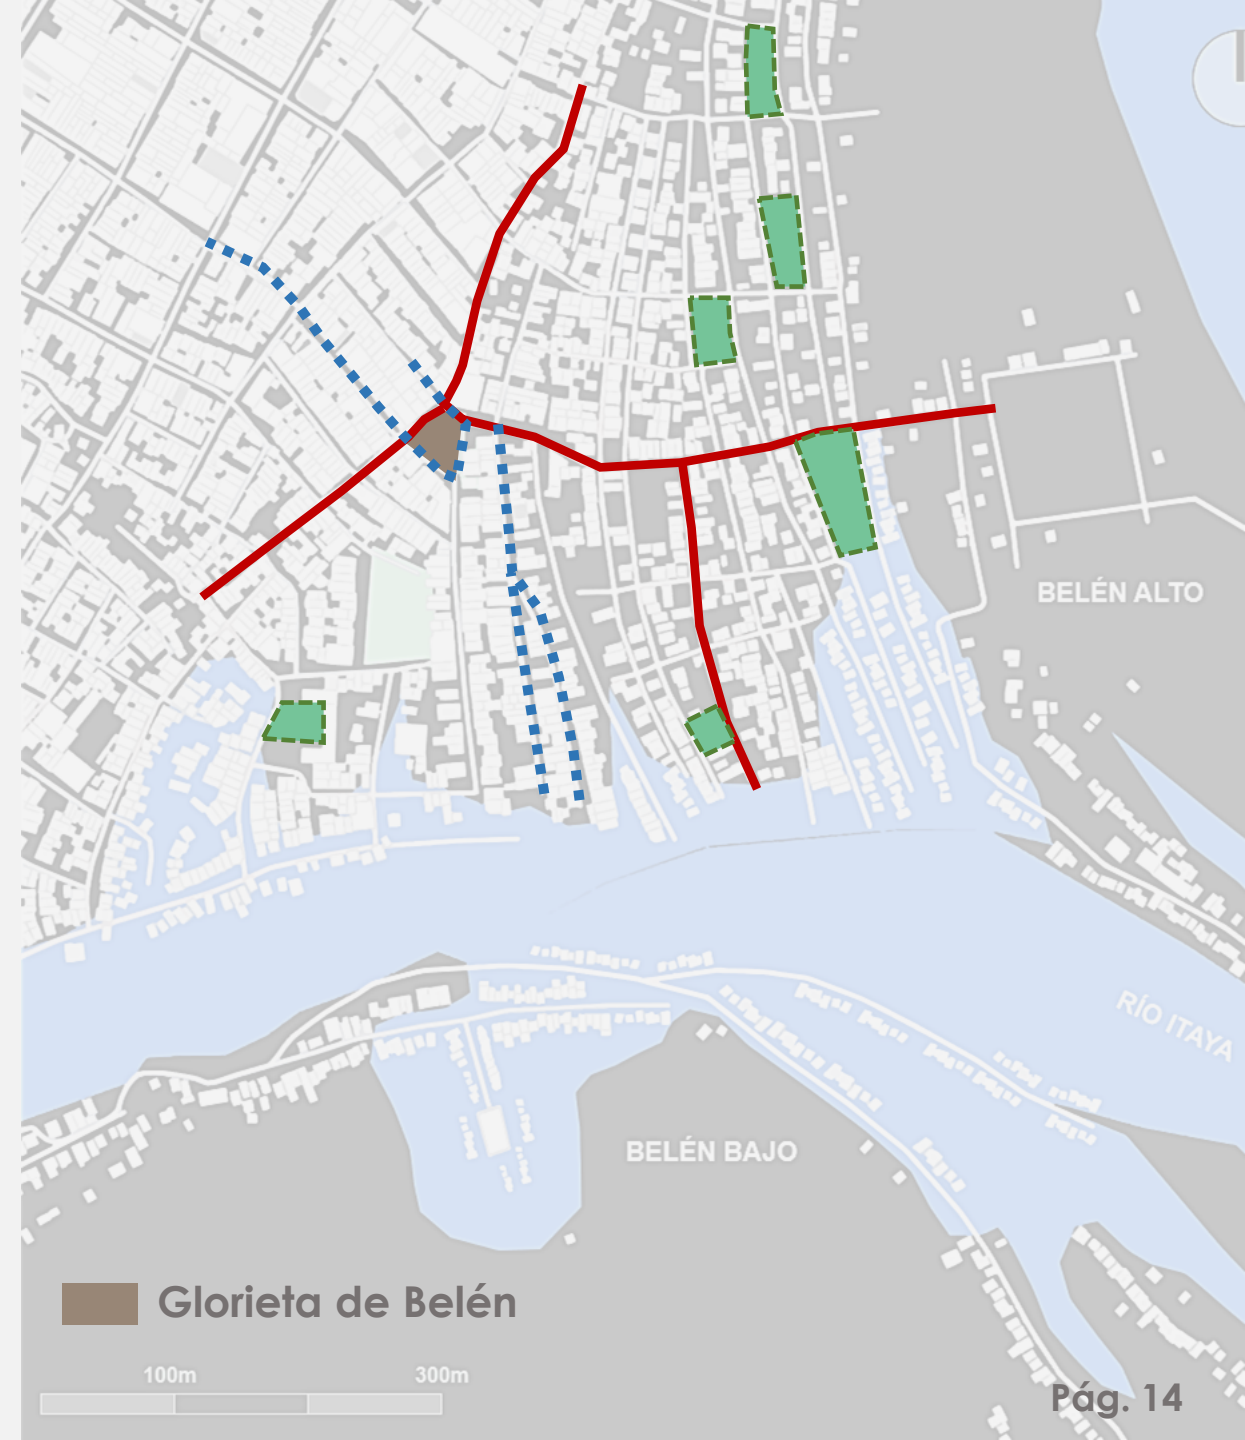 BELÉN ALTO
RÍO ITAYA
BELÉN BAJO
Glorieta de Belén
100m 300m
Pág. 14